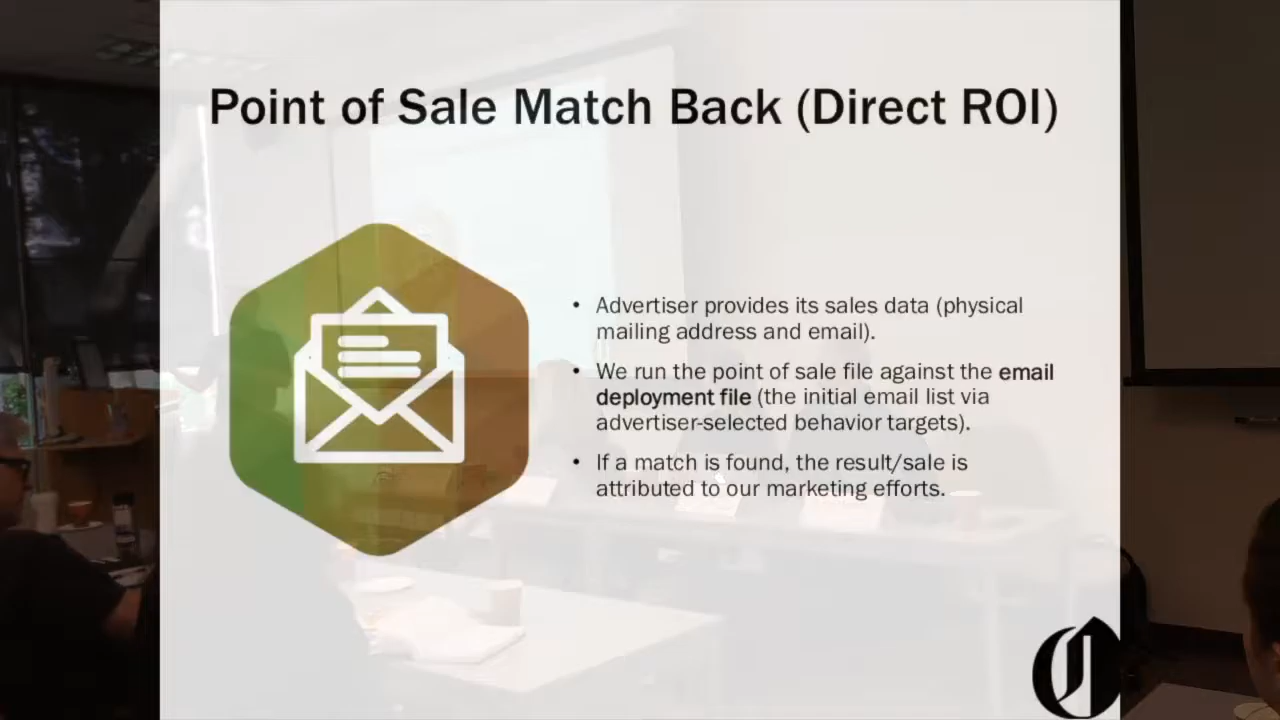 Point of Sale Match Back (Direct ROI)
• Advertiser provides its sales data (physical
mailing address and email).
• We run the point of sale file against the email
deployment file (the initial email list via
advertiser-selected behavior targets).
• If a match is found, the result/sale is
attributed to our marketing efforts.